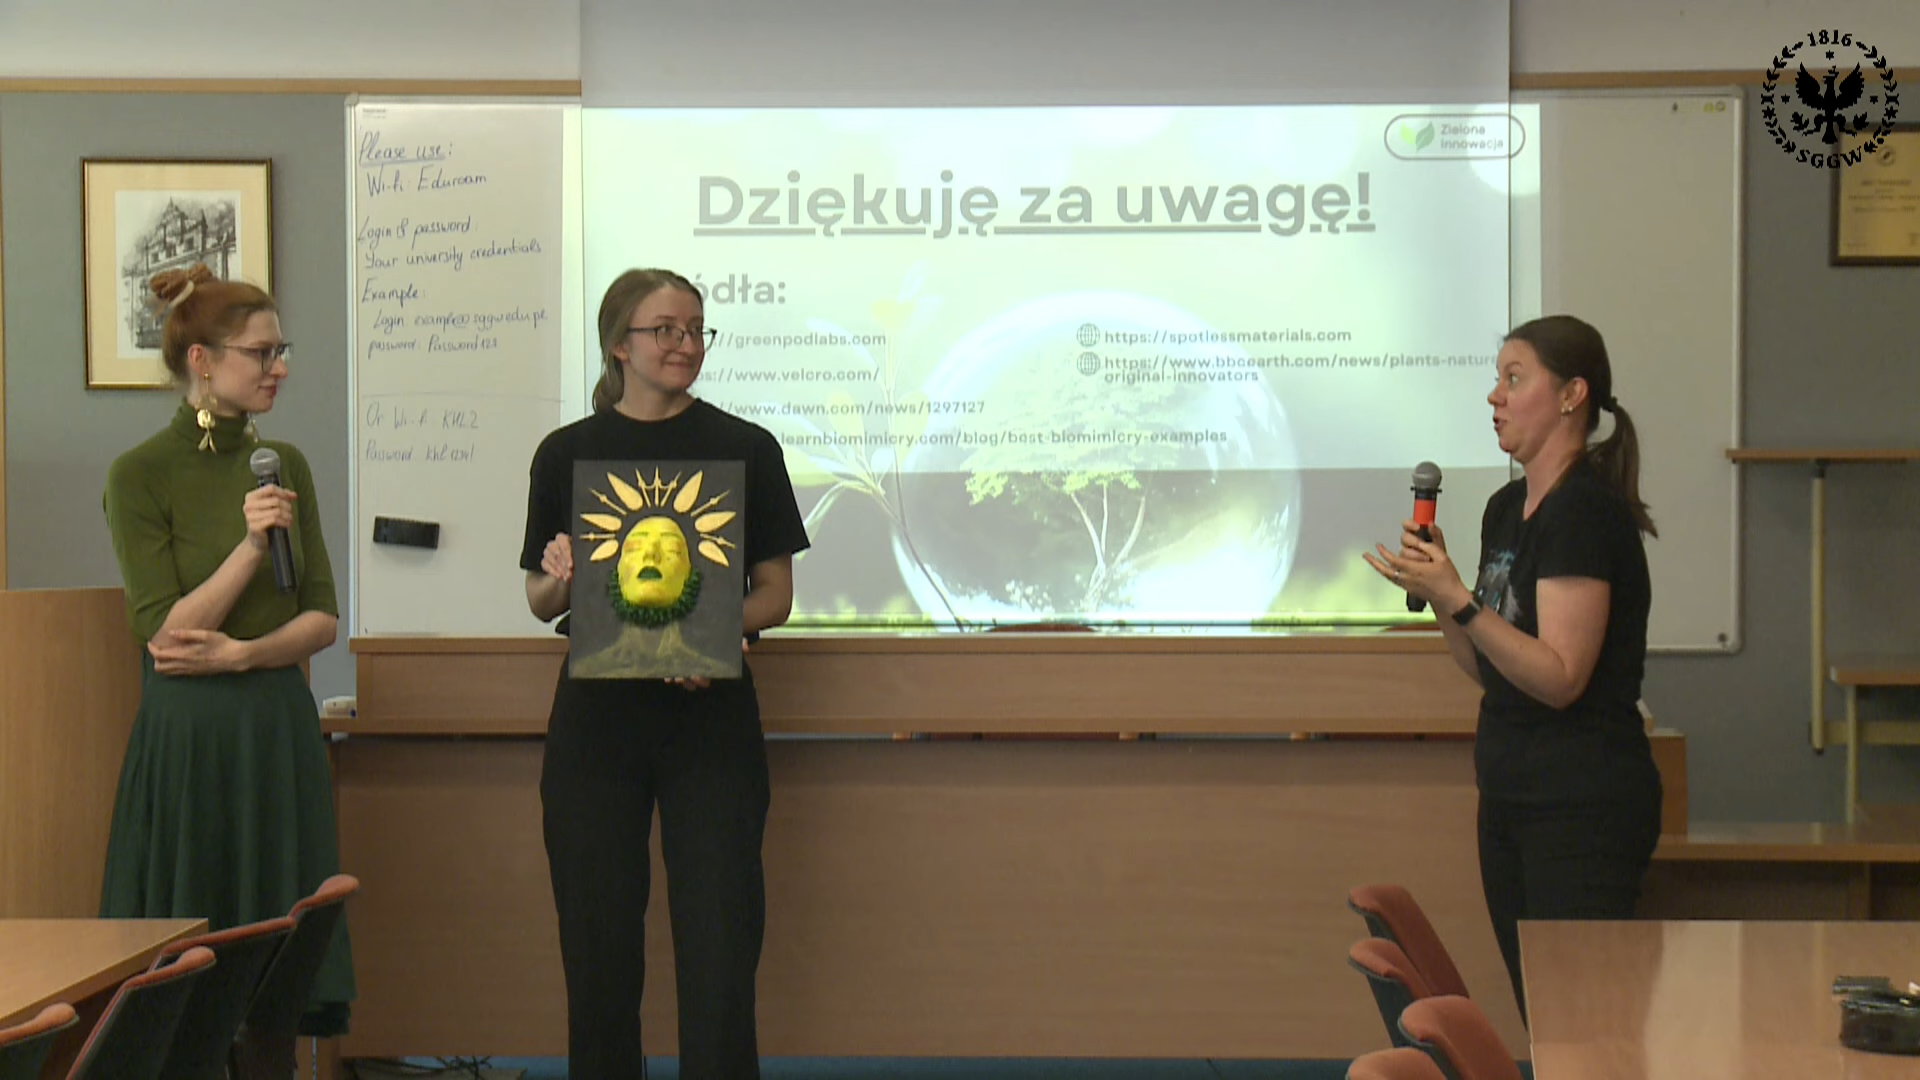 1816
SGGW
Please use:
Wi-fi: Eduroam
Login & password:
Your university credentials
Example:
Login: example@sggw.edu.pl
password: Password123
Or Wi-fi: KHL2
Password: khl1234!
Zielona
Innowacja
Dziękuję za uwagę!
ódła:
//greenpodlabs.com
s://www.velcro.com/
/www.dawn.com/news/1297127
learnbiomimicry.com/blog/best-biomimicry-examples
https://spotlessmaterials.com
https://www.bbcearth.com/news/plants-nature
original-innovators